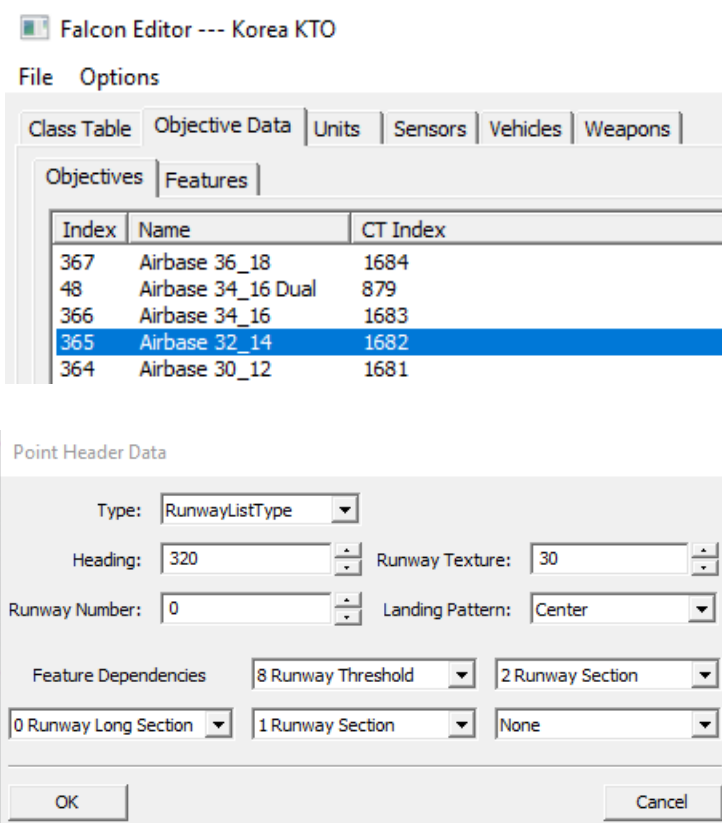 Falcon Editor --- Korea KTO
File Options
Class Table Objective Data Units Sensors Vehicles Weapons
Objectives Features
Index Name CT Index
367 Airbase 36_18 1684
48 Airbase 34_16 Dual 879
366 Airbase 34_16 1683
365 Airbase 32_14 1682
364 Airbase 30_12 1681
Point Header Data
Type: RunwayListType
Heading: 320 Runway Texture: 30
Runway Number: 0 Landing Pattern: Center
Feature Dependencies 8 Runway Threshold 2 Runway Section
0 Runway Long Section 1 Runway Section None
OK Cancel